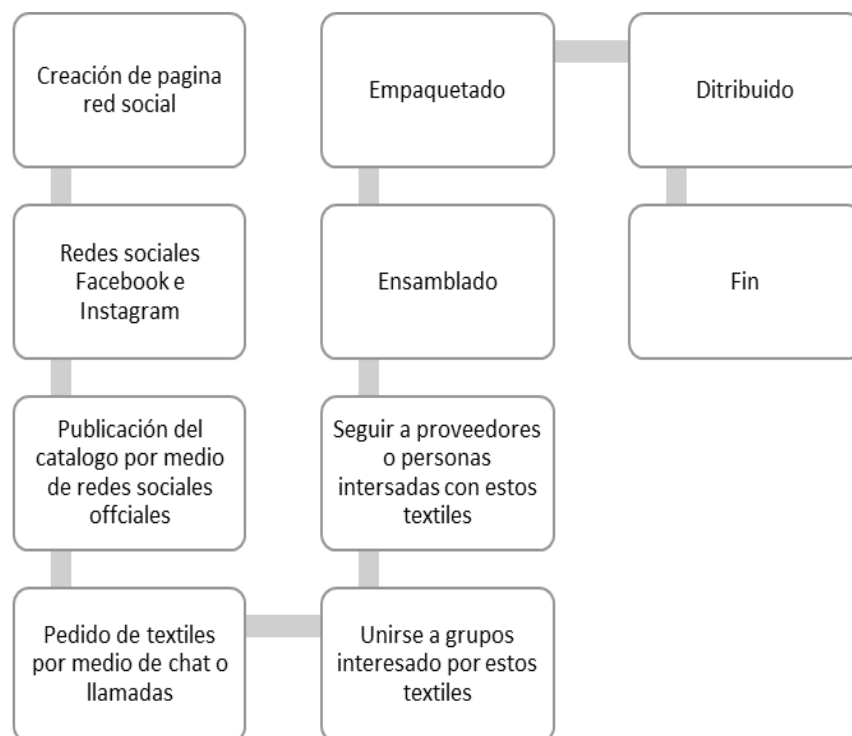 Creación de pagina
red social
Redes sociales
Facebook e
Instagram
Publicación del
catalogo por medio
de redes sociales
offciales
Pedido de textiles
por medio de chat o
llamadas
Unirse a grupos
interesado por estos
textiles
Seguir a proveedores
o personas
intersadas con estos
textiles
Ensamblado
Empaquetado
Ditribuido
Fin